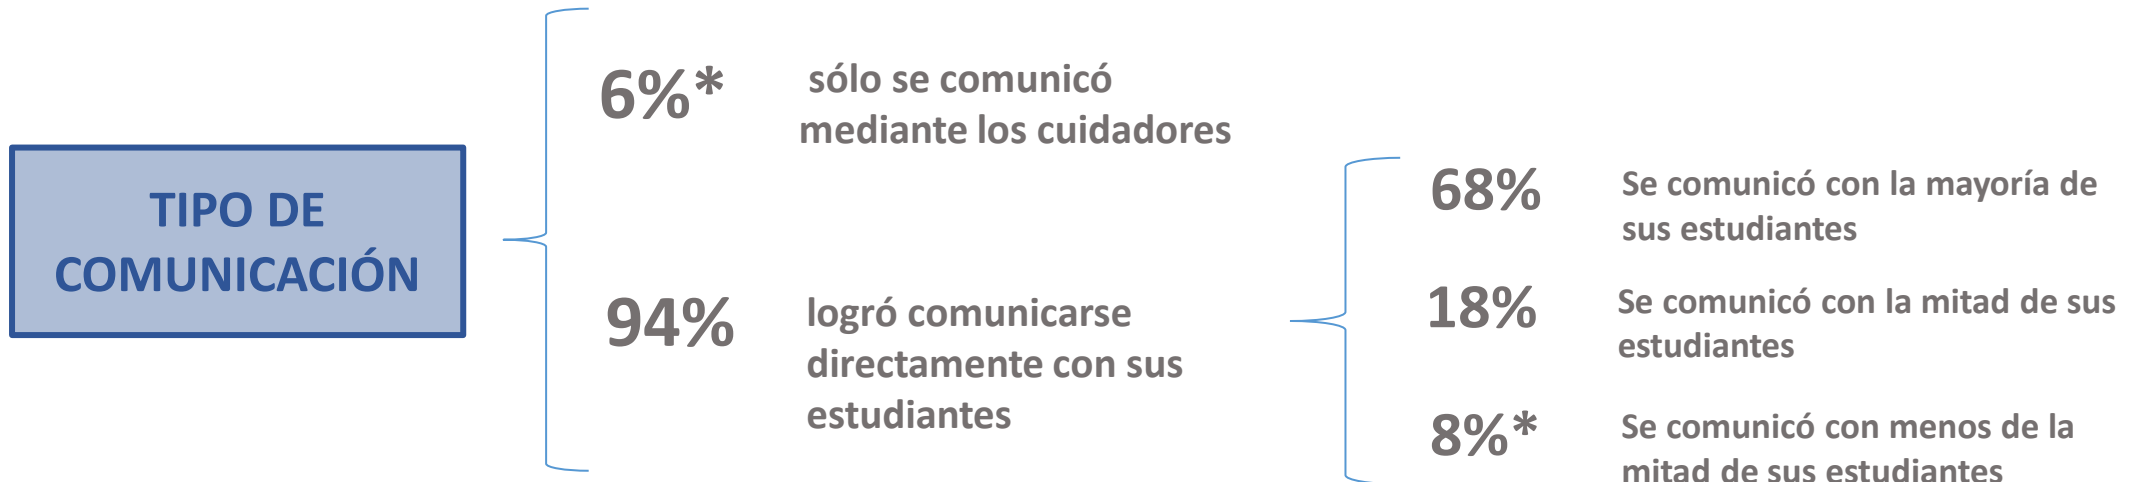 TIPO DE
COMUNICACIÓN
6%*
sólo se comunicó
mediante los cuidadores
94%
logró comunicarse
directamente con sus
estudiantes
68%
Se comunicó con la mayoría de
sus estudiantes
18%
Se comunicó con la mitad de sus
estudiantes
8%*
Se comunicó con menos de la
mitad de sus estudiantes